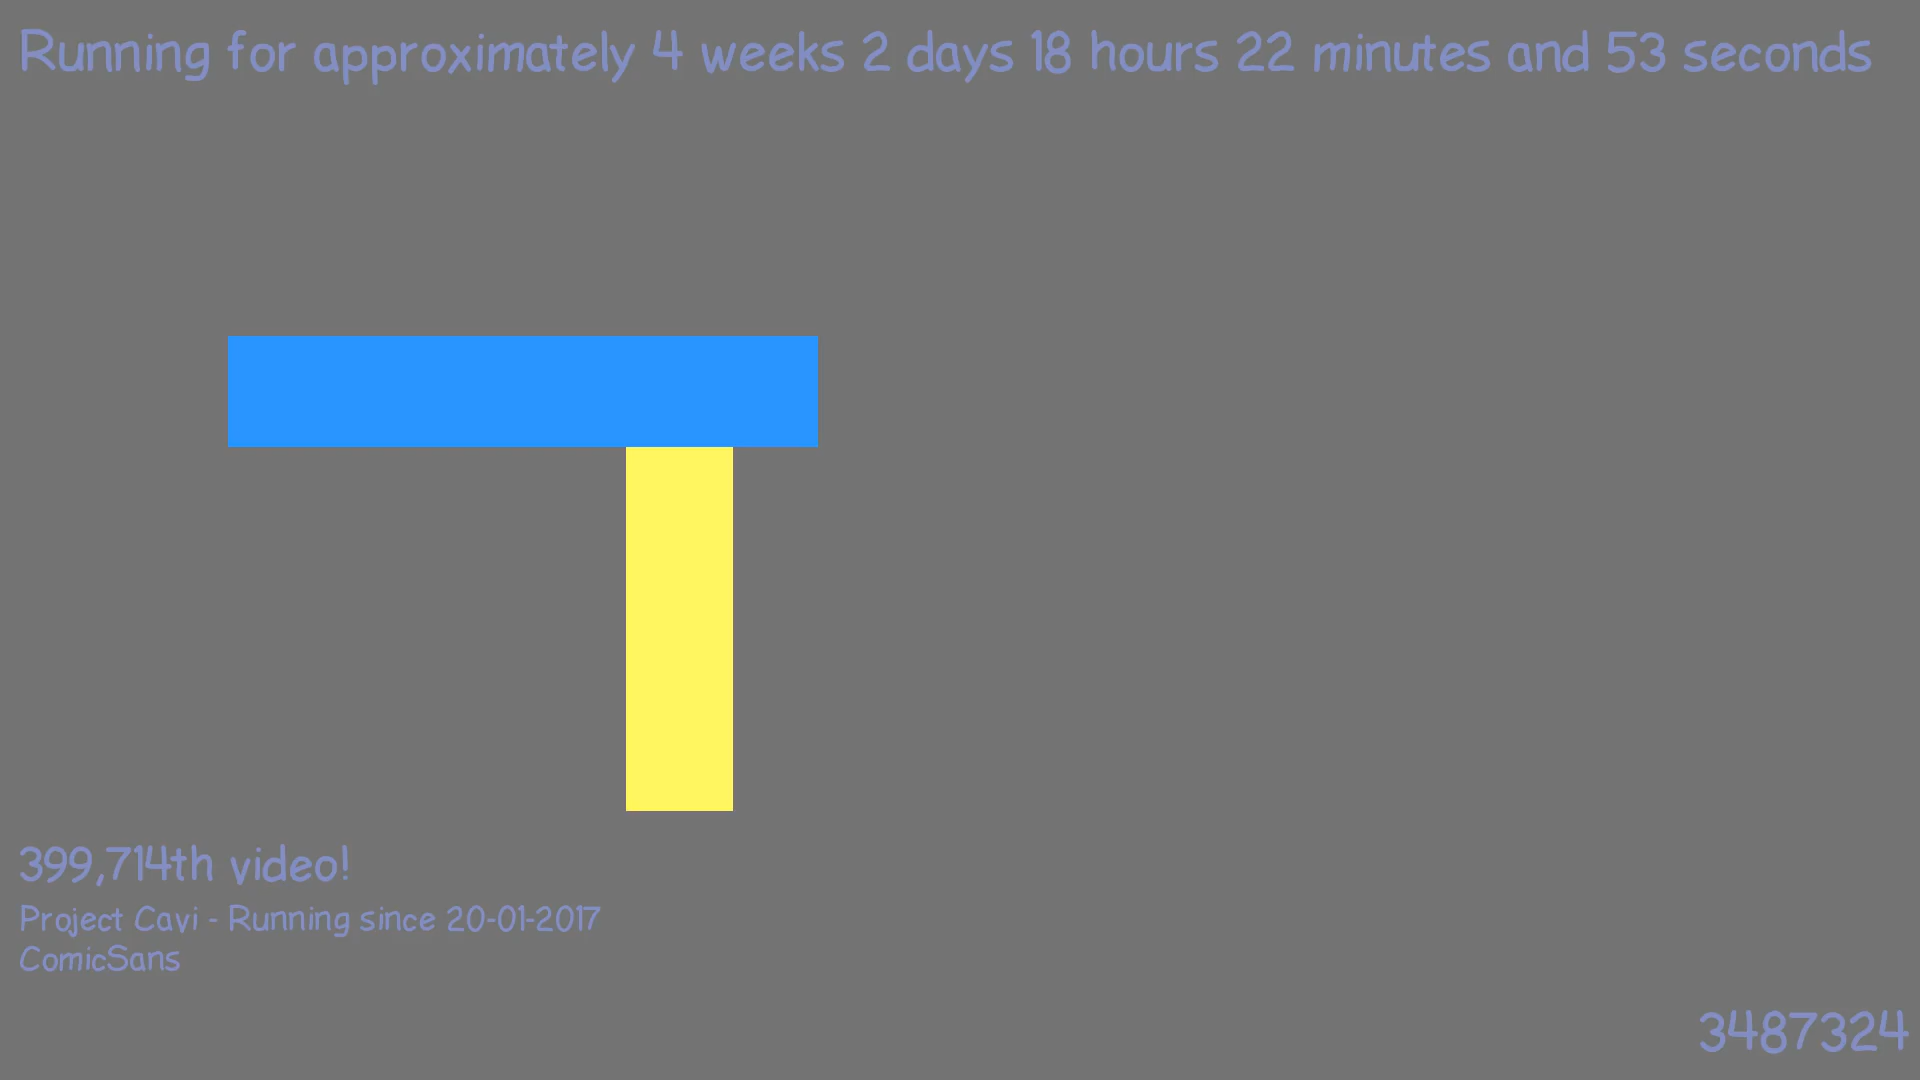 Running for approximately 4 weeks 2 days 18 hours 22 minutes and 53 seconds
399,714th video!
Project Cavi - Running since 20-01-2017
ComicSans
3487324